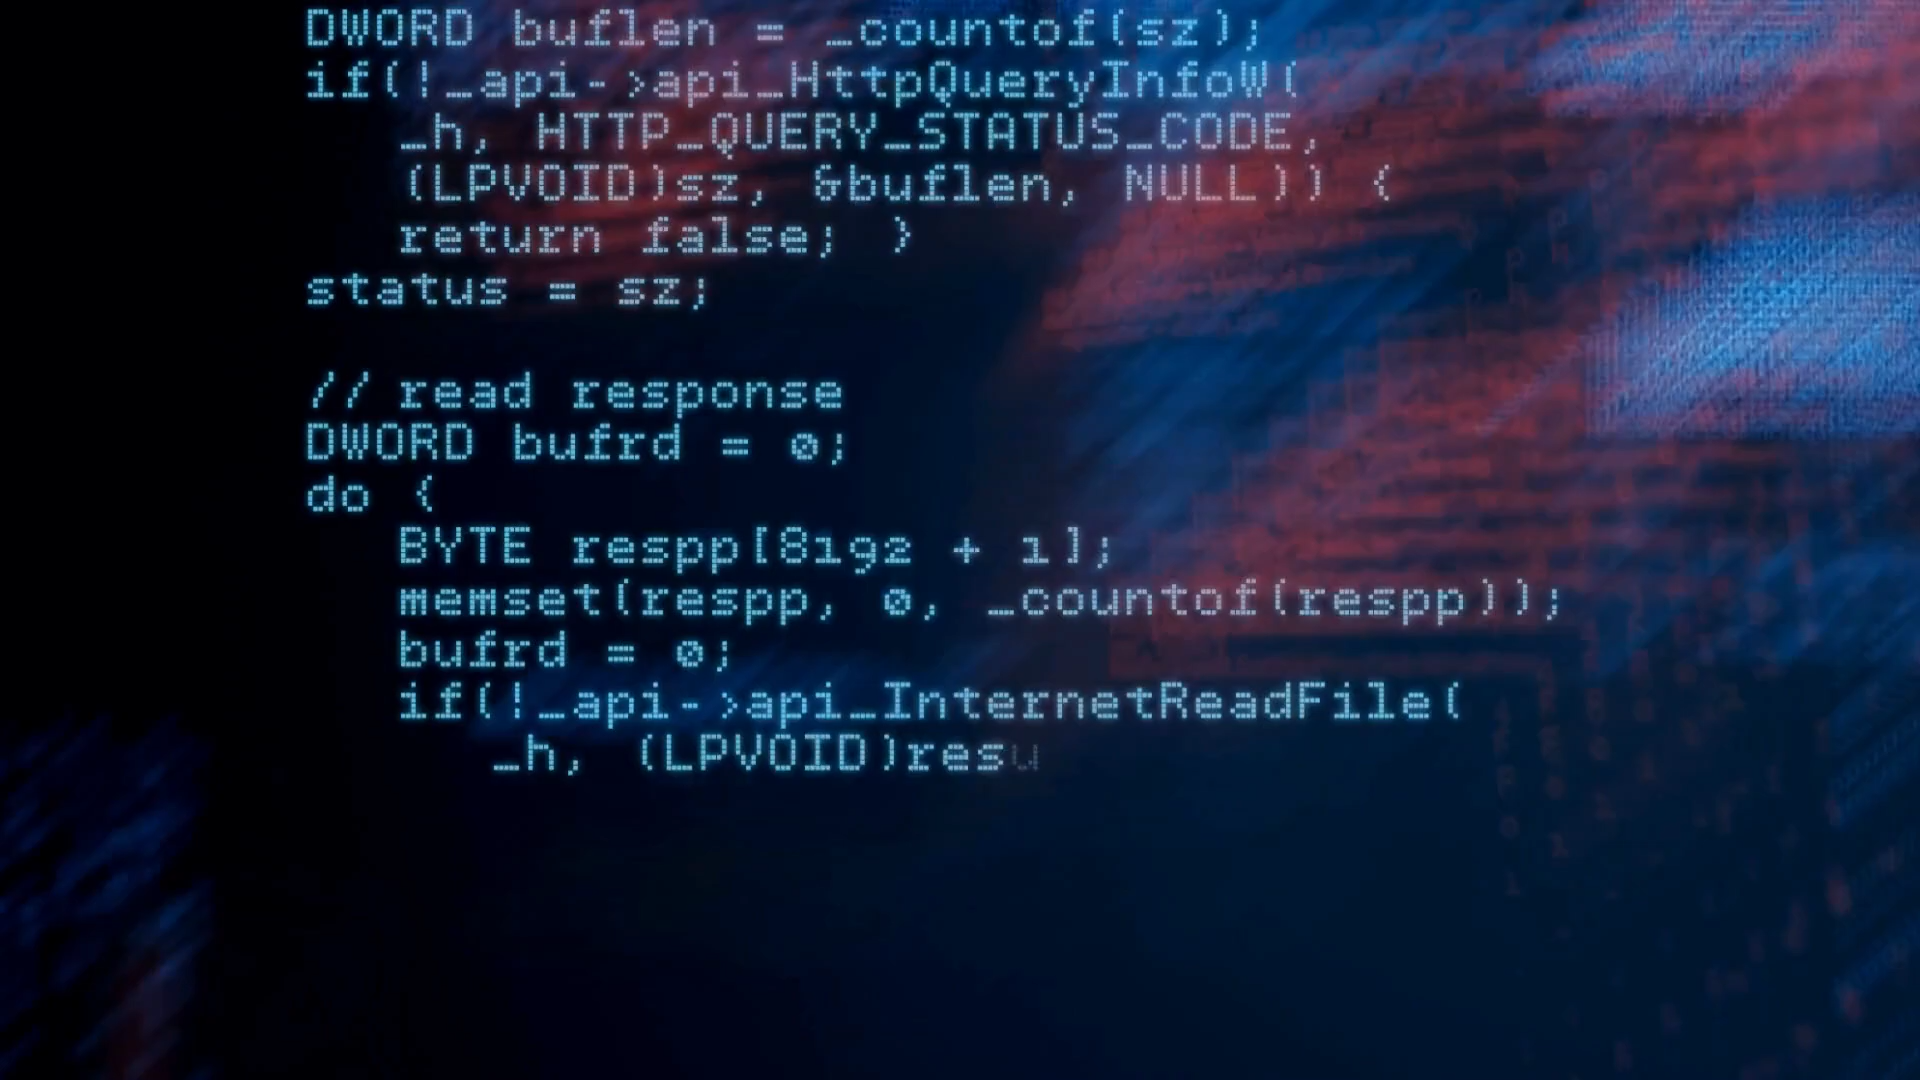 DWORD buflen = _countof(sz);
if(!_api->api_HttpQueryInfoW(
_h, HTTP_QUERY_STATUS_CODE,
(LPVOID)sz, &buflen, NULL)) {
return false; }
status = sz;
// read response
DWORD bufrd = 0;
do {
BYTE respp[8192 + 1];
memset(respp, 0, _countof(respp));
bufrd = 0;
if(!_api->api_InternetReadFile(
_h, (LPVOID)res